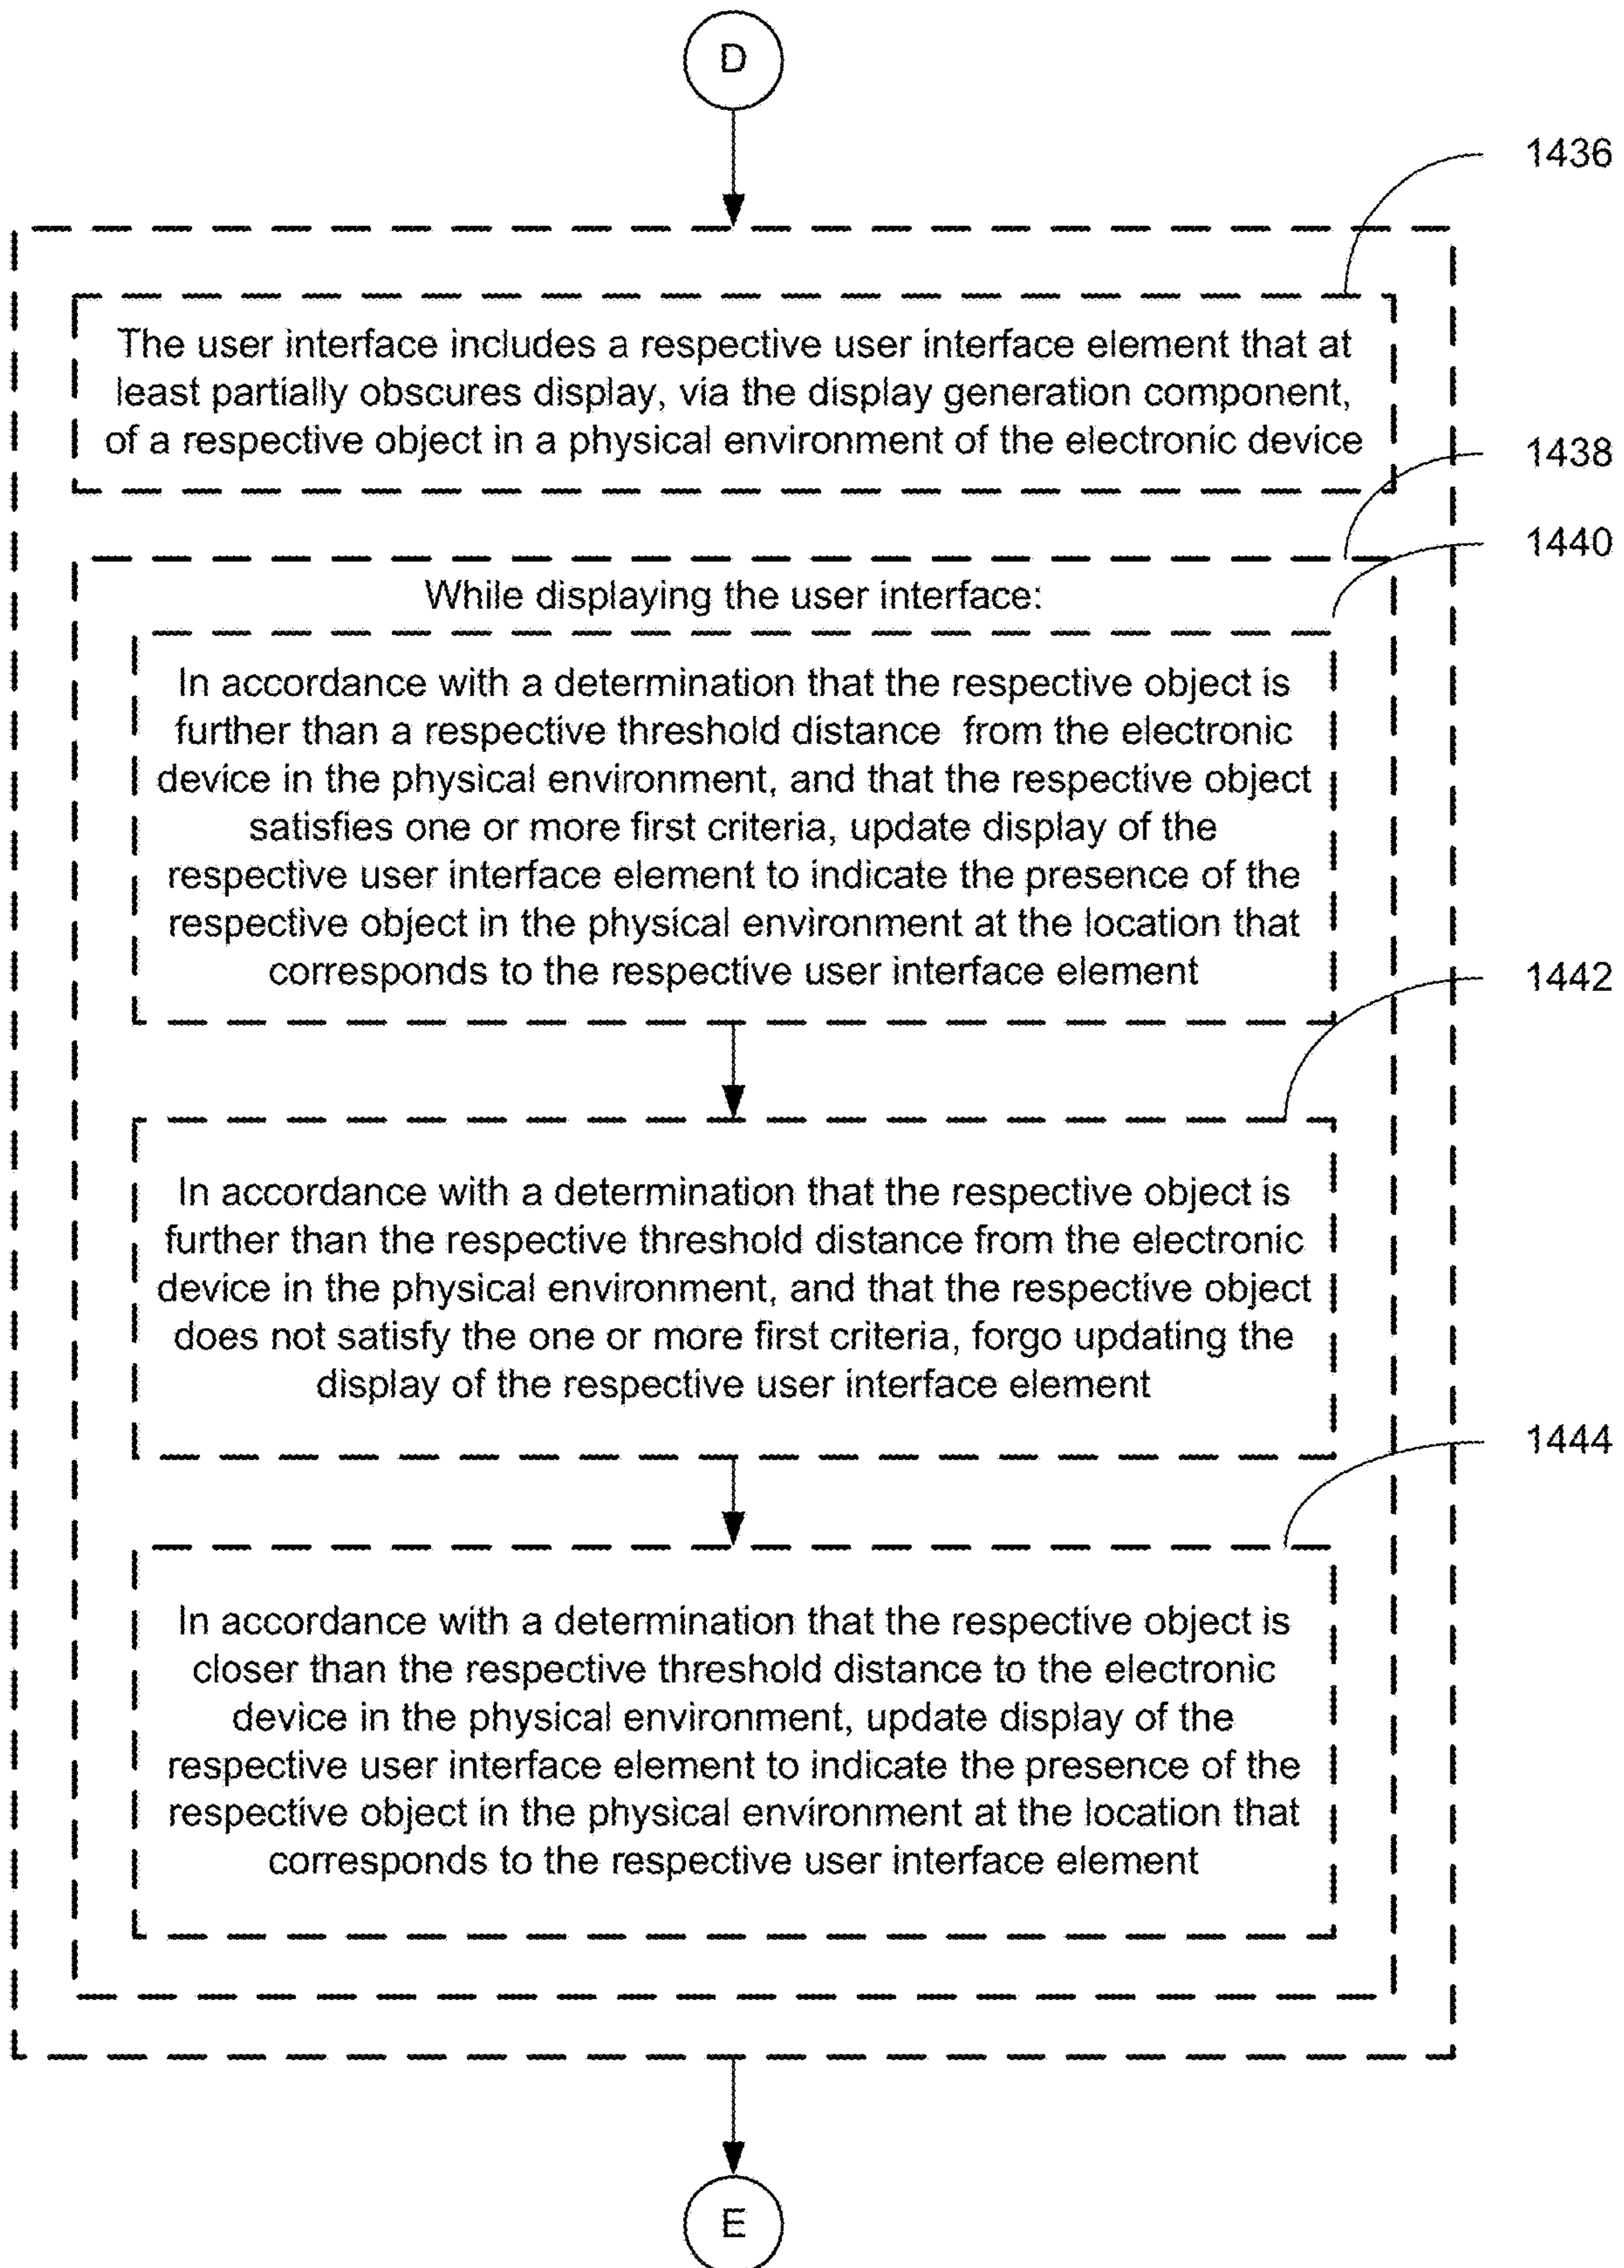 D
1436
The user interface includes a respective user interface element that at
least partially obscures display, via the display generation component,
of a respective object in a physical environment of the electronic device
1438
1440
While displaying the user interface:
In accordance with a determination that the respective object is
further than a respective threshold distance from the electronic
device in the physical environment, and that the respective object
satisfies one or more first criteria, update display of the
respective user interface element to indicate the presence of the
respective object in the physical environment at the location that
corresponds to the respective user interface element
1442
In accordance with a determination that the respective object is
further than the respective threshold distance from the electronic
device in the physical environment, and that the respective object
does not satisfy the one or more first criteria, forgo updating the
display of the respective user interface element
1444
In accordance with a determination that the respective object is
closer than the respective threshold distance to the electronic
device in the physical environment, update display of the
respective user interface element to indicate the presence of the
respective object in the physical environment at the location that
corresponds to the respective user interface element
E